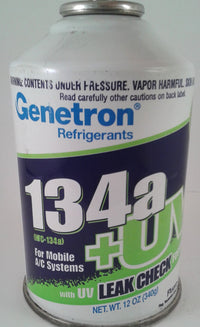 WARNING: CONTENTS UNDER PRESSURE. VAPOR HARMFUL.
Read carefully other cautions on back label.
Genetron®
Refrigerants
134a
(HFC-134a)
+UV
For Mobile
A/C Systems
LEAK CHECK
with UV
NET WT. 12 OZ (340g)